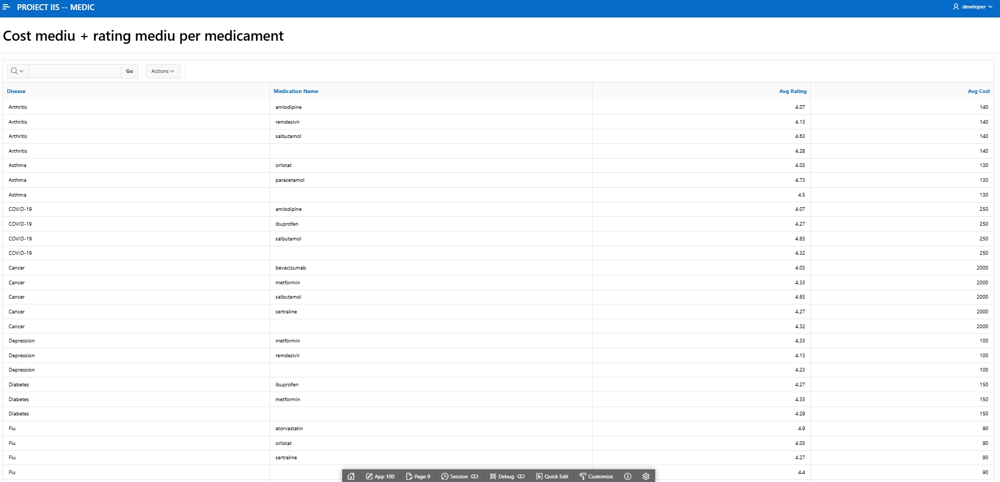 PROIECT IIS -- MEDIC developer
Cost mediu + rating mediu per medicament
Go Actions
Disease Medication Name Avg Rating Avg Cost
Arthritis amlodipine 4.07 140
Arthritis remdesivir 4.13 140
Arthritis salbutamol 4.63 140
Arthritis 4.28 140
Asthma orlistat 4.03 130
Asthma paracetamol 4.73 130
Asthma 4.5 130
COVID-19 amlodipine 4.07 250
COVID-19 ibuprofen 4.27 250
COVID-19 salbutamol 4.63 250
COVID-19 4.32 250
Cancer bevacizumab 4.03 2000
Cancer metformin 4.33 2000
Cancer salbutamol 4.63 2000
Cancer sertraline 4.27 2000
Cancer 4.32 2000
Depression metformin 4.33 100
Depression remdesivir 4.13 100
Depression 4.23 100
Diabetes ibuprofen 4.27 150
Diabetes metformin 4.33 150
Diabetes 4.29 150
Flu atorvastatin 4.9 90
Flu orlistat 4.03 90
Flu sertraline 4.27 90
Flu 4.4 90
App 100 Page 9 Session Debug Quick Edit Customize